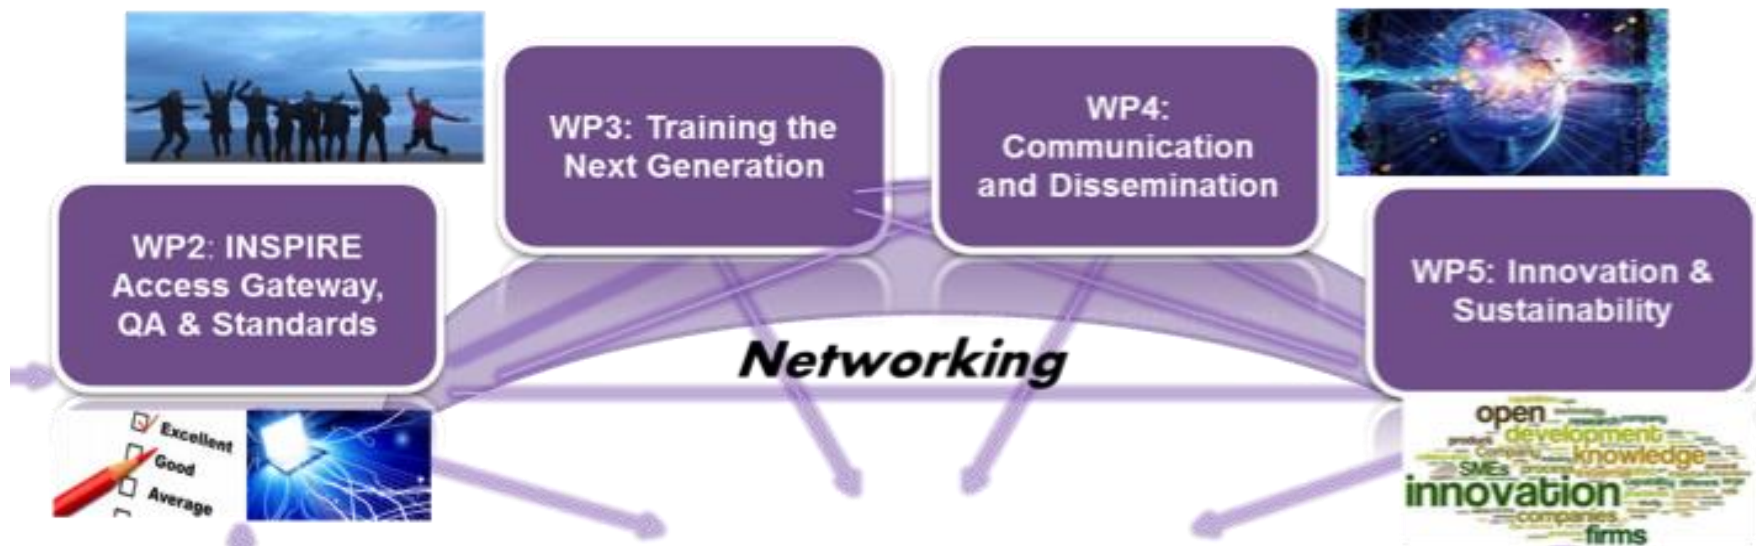 WP3: Training the
Next Generation
WP4:
Communication
and Dissemination
WP2: INSPIRE
Access Gateway,
QA & Standards
WP5: Innovation &
Sustainability
Networking
Excellent
Good
Average
open
development
knowledge
SMEs
innovation
companies
firms